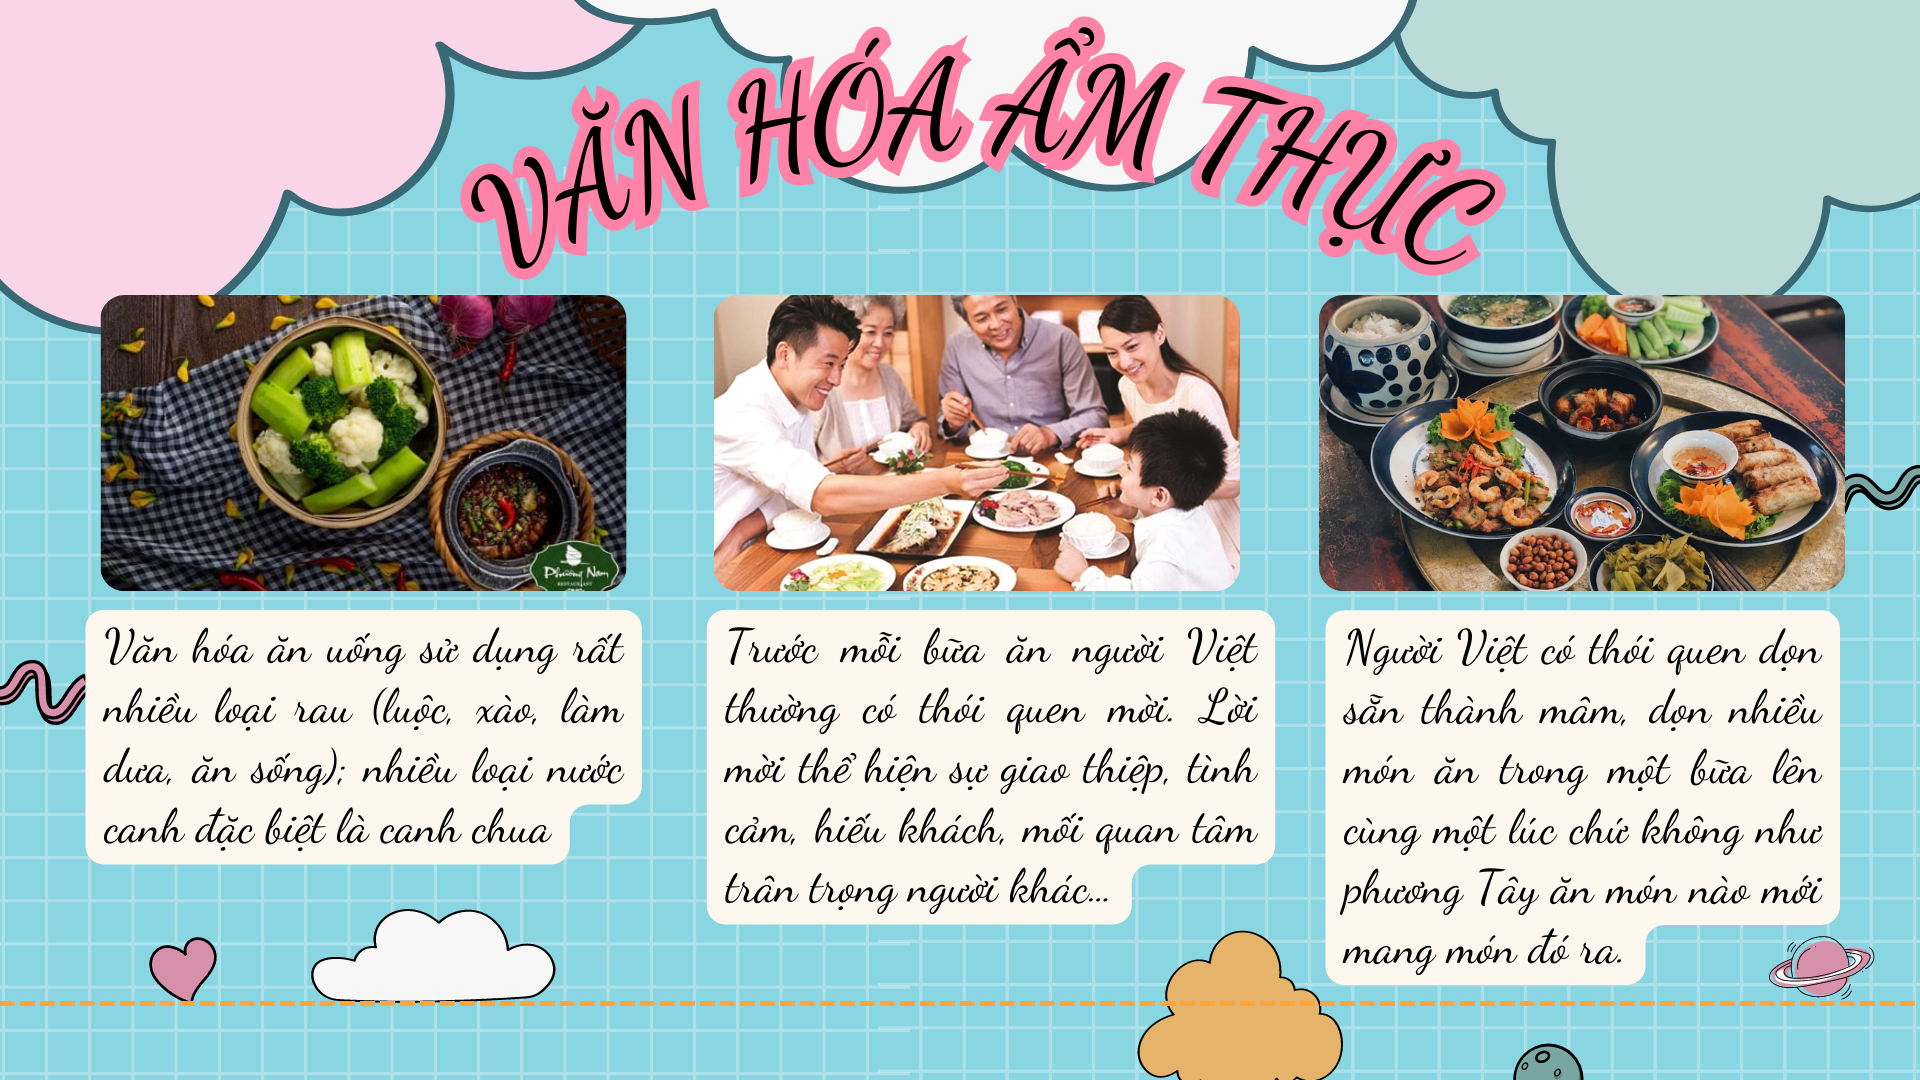 VĂN HÓA ẨM THỰC
Phương Nam
RESTAURANT
Văn hóa ăn uống sử dụng rất
nhiều loại rau (luộc, xào, làm
dưa, ăn sống); nhiều loại nước
canh đặc biệt là canh chua
Trước mỗi bữa ăn người Việt
thường có thói quen mời. Lời
mời thể hiện sự giao thiệp, tình
cảm, hiếu khách, mối quan tâm
trân trọng người khác...
Người Việt có thói quen dọn
sẵn thành mâm, dọn nhiều
món ăn trong một bữa lên
cùng một lúc chứ không như
phương Tây ăn món nào mới
mang món đó ra.